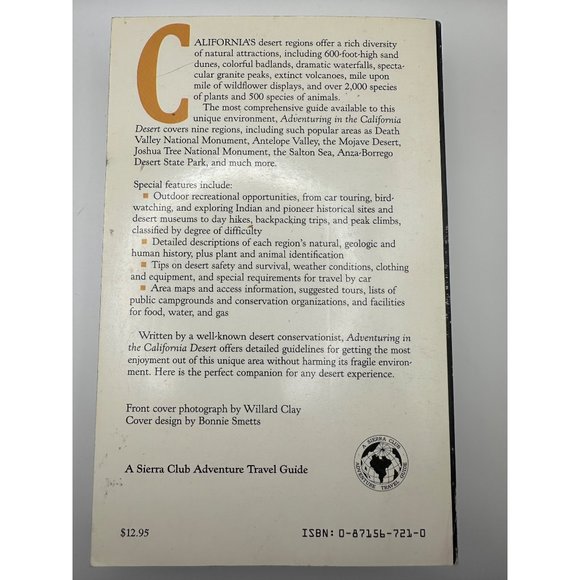 CALIFORNIA'S desert regions offer a rich diversity
of natural attractions, including 600-foot-high sand
dunes, colorful badlands, dramatic waterfalls, specta-
cular granite peaks, extinct volcanoes, mile upon
mile of wildflower displays, and over 2,000 species
of plants and 500 species of animals.
The most comprehensive guide available to this
unique environment, Adventuring in the California
Desert covers nine regions, including such popular areas as Death
Valley National Monument, Antelope Valley, the Mojave Desert,
Joshua Tree National Monument, the Salton Sea, Anza-Borrego
Desert State Park, and much more.
Special features include:
■ Outdoor recreational opportunities, from car touring, bird-
watching, and exploring Indian and pioneer historical sites and
desert museums to day hikes, backpacking trips, and peak climbs,
classified by degree of difficulty
■ Detailed descriptions of each region's natural, geologic and
human history, plus plant and animal identification
■ Tips on desert safety and survival, weather conditions, clothing
and equipment, and special requirements for travel by car
■ Area maps and access information, suggested tours, lists of
public campgrounds and conservation organizations, and facilities
for food, water, and gas
Written by a well-known desert conservationist, Adventuring in
the California Desert offers detailed guidelines for getting the most
enjoyment out of this unique area without harming its fragile environ-
ment. Here is the perfect companion for any desert experience.
Front cover photograph by Willard Clay
Cover design by Bonnie Smetts
A SIERRA CLUB
ADVENTURE TRAVEL GUIDE
A Sierra Club Adventure Travel Guide
$12.95
ISBN: 0-87156-721-0